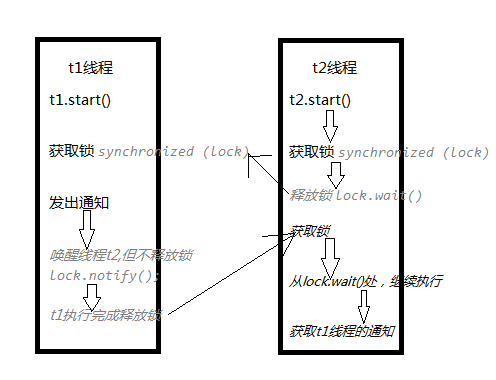 t1线程
t1.start()
获取锁 synchronized (lock)
发出通知
唤醒线程t2,但不释放锁
lock.notify();
t1执行完成释放锁
t2线程
t2.start()
获取锁 synchronized (lock)
释放锁 lock.wait()
获取锁
从lock.wait()处，继续执行
获取t1线程的通知